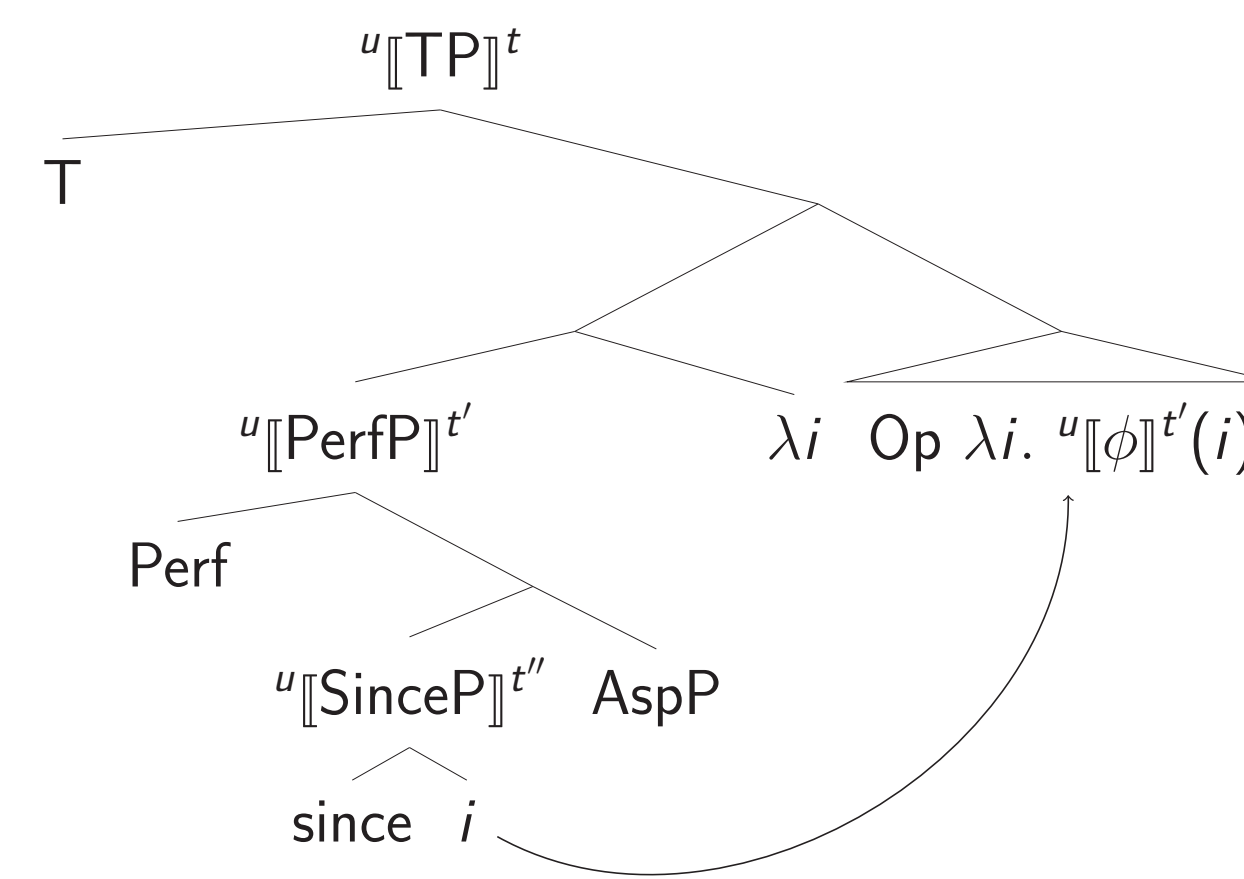 ᵘ⟦TP⟧ᵗ
T
ᵘ⟦PerfP⟧ᵗ′ λi Op λi. ᵘ⟦ϕ⟧ᵗ′(i)
Perf
ᵘ⟦SinceP⟧ᵗ″ AspP
since i